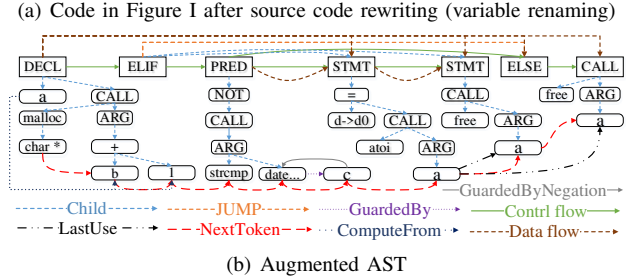 (a) Code in Figure I after source code rewriting (variable renaming)
DECL ELIF PRED STMT STMT ELSE CALL
a CALL NOT = CALL free ARG
malloc ARG CALL d->d0 CALL free ARG a
char * + ARG atoi ARG a
b 1 strcmp date... c a
GuardedByNegation
Child JUMP GuardedBy Contrl flow
LastUse NextToken ComputeFrom Data flow
(b) Augmented AST